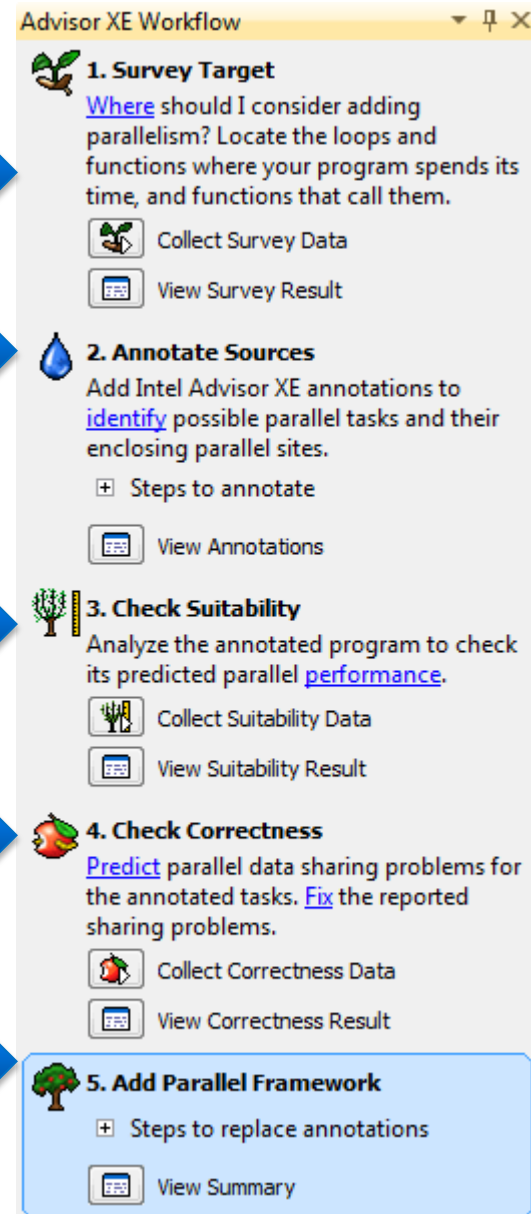 Advisor XE Workflow
1. Survey Target
Where should I consider adding
parallelism? Locate the loops and
functions where your program spends its
time, and functions that call them.
Collect Survey Data
View Survey Result
2. Annotate Sources
Add Intel Advisor XE annotations to
identify possible parallel tasks and their
enclosing parallel sites.
Steps to annotate
View Annotations
3. Check Suitability
Analyze the annotated program to check
its predicted parallel performance.
Collect Suitability Data
View Suitability Result
4. Check Correctness
Predict parallel data sharing problems for
the annotated tasks. Fix the reported
sharing problems.
Collect Correctness Data
View Correctness Result
5. Add Parallel Framework
Steps to replace annotations
View Summary